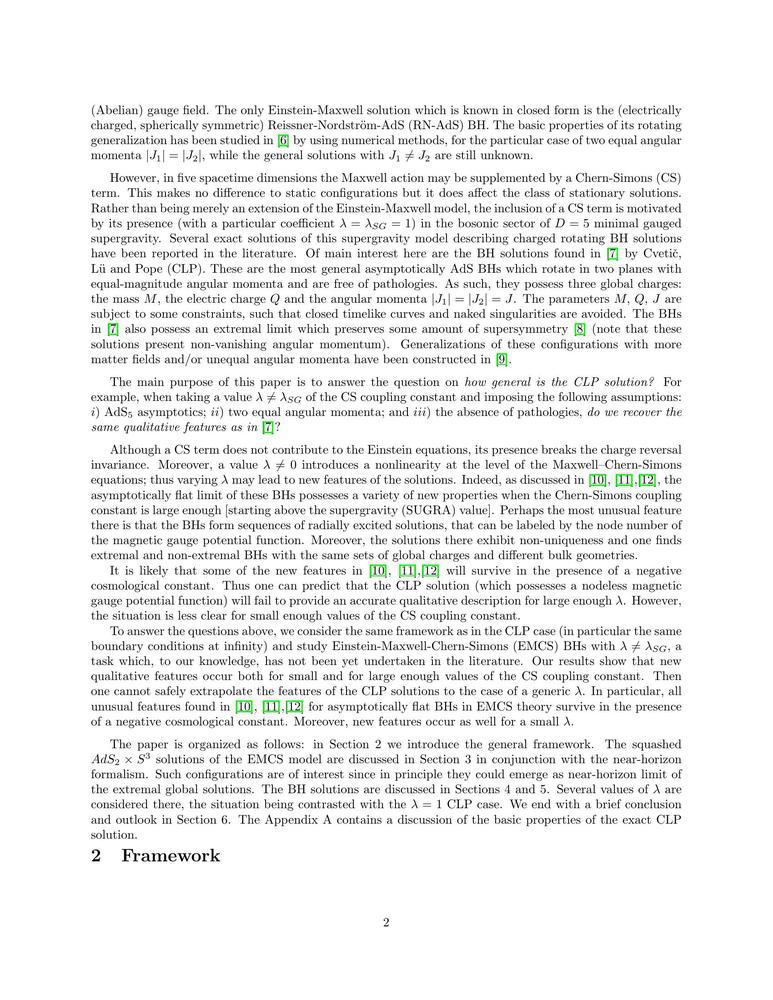 (Abelian) gauge field. The only Einstein-Maxwell solution which is known in closed form is the (electrically
charged, spherically symmetric) Reissner-Nordström-AdS (RN-AdS) BH. The basic properties of its rotating
generalization has been studied in [6] by using numerical methods, for the particular case of two equal angular
momenta |J₁| = |J₂|, while the general solutions with J₁ ≠ J₂ are still unknown.
However, in five spacetime dimensions the Maxwell action may be supplemented by a Chern-Simons (CS)
term. This makes no difference to static configurations but it does affect the class of stationary solutions.
Rather than being merely an extension of the Einstein-Maxwell model, the inclusion of a CS term is motivated
by its presence (with a particular coefficient λ = λ_SG = 1) in the bosonic sector of D = 5 minimal gauged
supergravity. Several exact solutions of this supergravity model describing charged rotating BH solutions
have been reported in the literature. Of main interest here are the BH solutions found in [7] by Cvetič,
Lü and Pope (CLP). These are the most general asymptotically AdS BHs which rotate in two planes with
equal-magnitude angular momenta and are free of pathologies. As such, they possess three global charges:
the mass M, the electric charge Q and the angular momenta |J₁| = |J₂| = J. The parameters M, Q, J are
subject to some constraints, such that closed timelike curves and naked singularities are avoided. The BHs
in [7] also possess an extremal limit which preserves some amount of supersymmetry [8] (note that these
solutions present non-vanishing angular momentum). Generalizations of these configurations with more
matter fields and/or unequal angular momenta have been constructed in [9].
The main purpose of this paper is to answer the question on how general is the CLP solution? For
example, when taking a value λ ≠ λ_SG of the CS coupling constant and imposing the following assumptions:
i) AdS₅ asymptotics; ii) two equal angular momenta; and iii) the absence of pathologies, do we recover the
same qualitative features as in [7]?
Although a CS term does not contribute to the Einstein equations, its presence breaks the charge reversal
invariance. Moreover, a value λ ≠ 0 introduces a nonlinearity at the level of the Maxwell–Chern-Simons
equations; thus varying λ may lead to new features of the solutions. Indeed, as discussed in [10], [11],[12], the
asymptotically flat limit of these BHs possesses a variety of new properties when the Chern-Simons coupling
constant is large enough [starting above the supergravity (SUGRA) value]. Perhaps the most unusual feature
there is that the BHs form sequences of radially excited solutions, that can be labeled by the node number of
the magnetic gauge potential function. Moreover, the solutions there exhibit non-uniqueness and one finds
extremal and non-extremal BHs with the same sets of global charges and different bulk geometries.
It is likely that some of the new features in [10], [11],[12] will survive in the presence of a negative
cosmological constant. Thus one can predict that the CLP solution (which possesses a nodeless magnetic
gauge potential function) will fail to provide an accurate qualitative description for large enough λ. However,
the situation is less clear for small enough values of the CS coupling constant.
To answer the questions above, we consider the same framework as in the CLP case (in particular the same
boundary conditions at infinity) and study Einstein-Maxwell-Chern-Simons (EMCS) BHs with λ ≠ λ_SG, a
task which, to our knowledge, has not been yet undertaken in the literature. Our results show that new
qualitative features occur both for small and for large enough values of the CS coupling constant. Then
one cannot safely extrapolate the features of the CLP solutions to the case of a generic λ. In particular, all
unusual features found in [10], [11],[12] for asymptotically flat BHs in EMCS theory survive in the presence
of a negative cosmological constant. Moreover, new features occur as well for a small λ.
The paper is organized as follows: in Section 2 we introduce the general framework. The squashed
AdS₂ × S³ solutions of the EMCS model are discussed in Section 3 in conjunction with the near-horizon
formalism. Such configurations are of interest since in principle they could emerge as near-horizon limit of
the extremal global solutions. The BH solutions are discussed in Sections 4 and 5. Several values of λ are
considered there, the situation being contrasted with the λ = 1 CLP case. We end with a brief conclusion
and outlook in Section 6. The Appendix A contains a discussion of the basic properties of the exact CLP
solution.
2 Framework
2